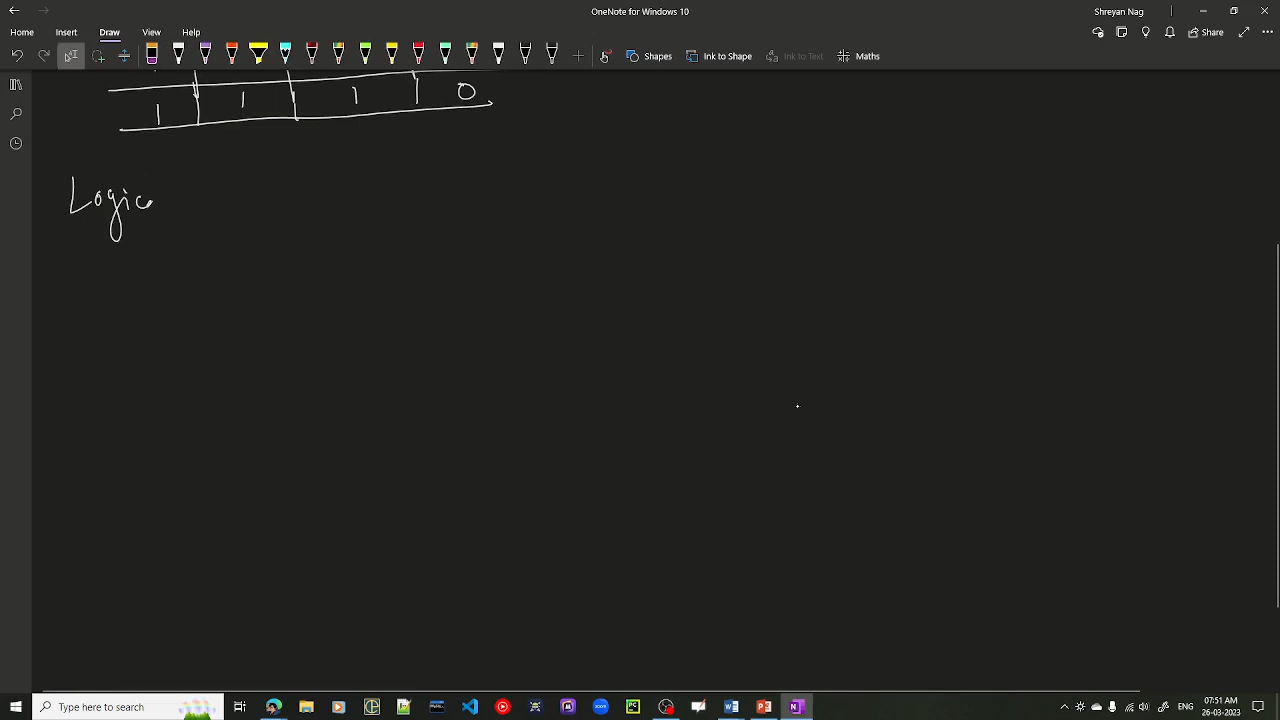 OneNote for Windows 10
Shreyan Nag
Home Insert Draw View Help
Share
Shapes Ink to Shape Ink to Text Maths
1 1 1 0
Logic
Type here to search
ENG
07:51 AM
26-03-2023